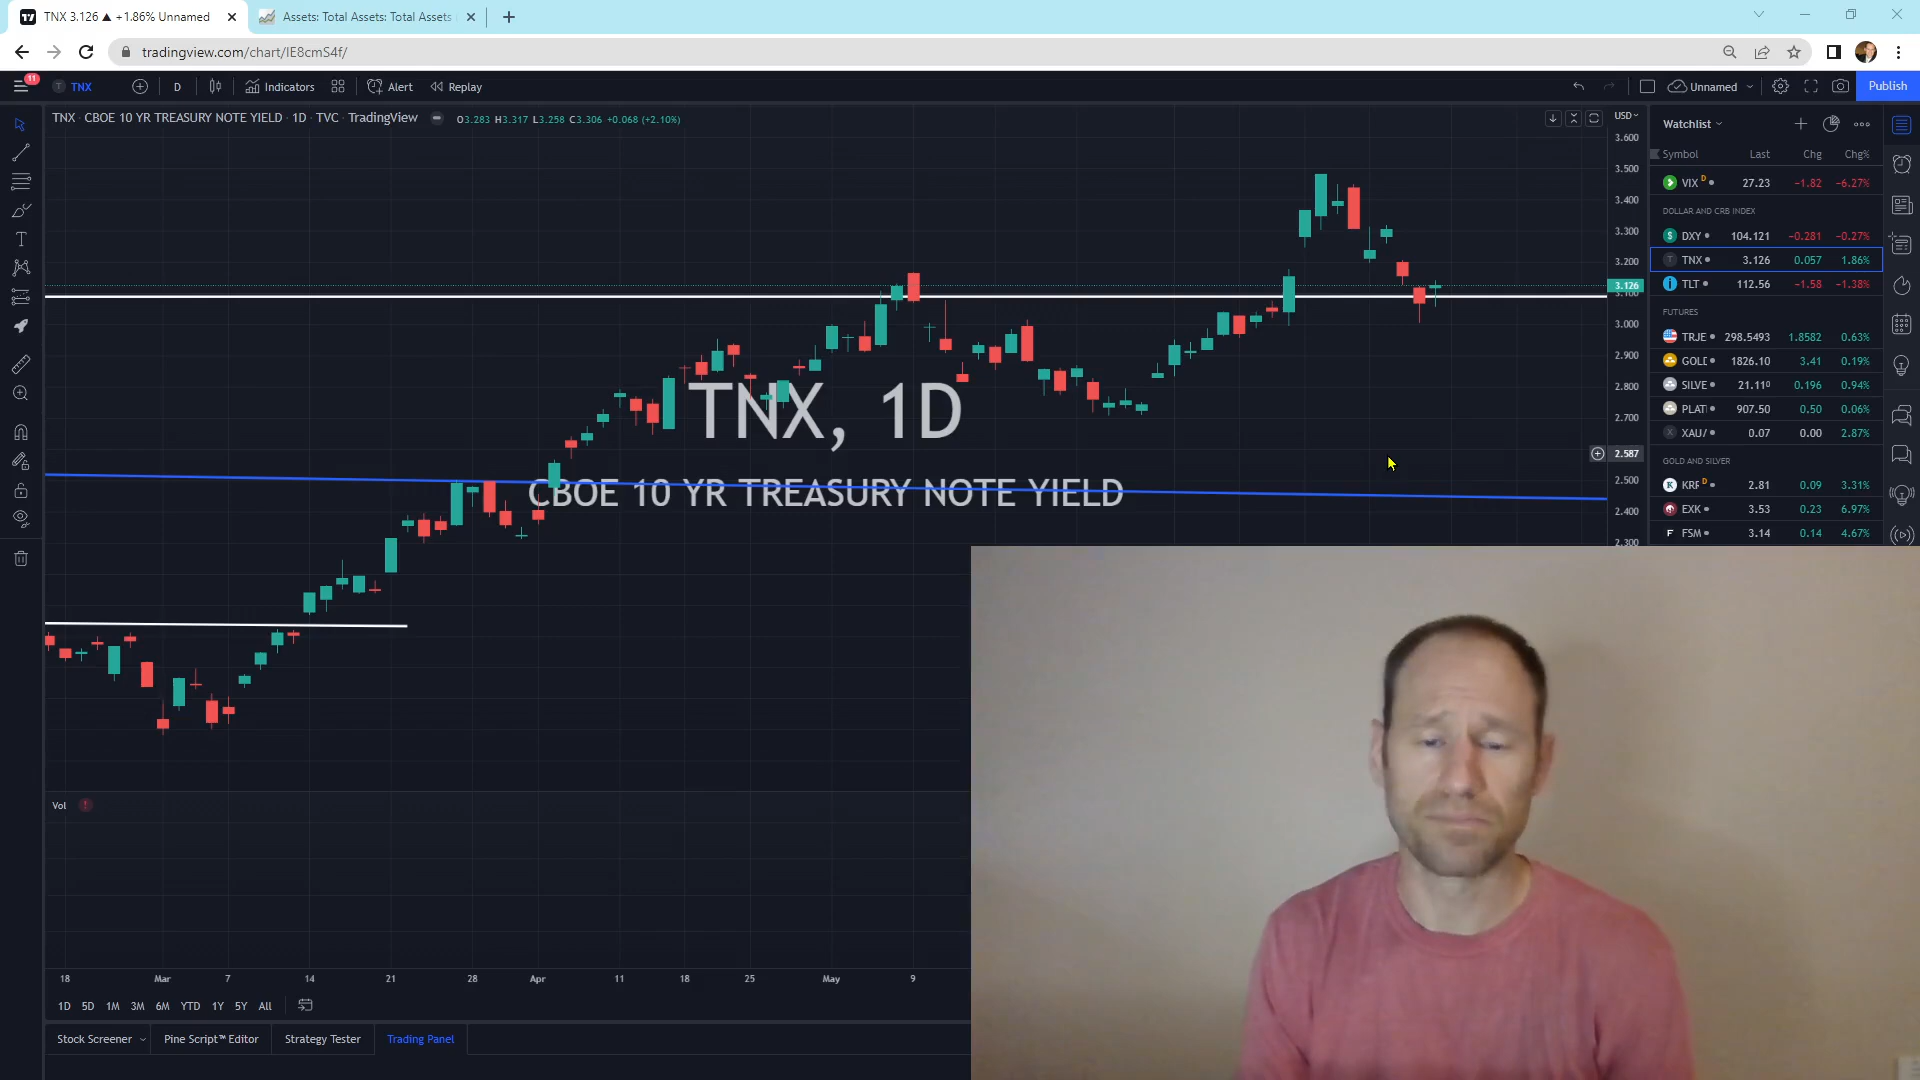 TNX 3.126 ▲ +1.86% Unnamed
Assets: Total Assets: Total Assets
tradingview.com/chart/IE8cmS4f/
11 TNX D Indicators Alert Replay Unnamed Publish
TNX · CBOE 10 YR TREASURY NOTE YIELD · 1D · TVC · TradingView O3.283 H3.317 L3.258 C3.306 +0.068 (+2.10%)
USD
3.600
3.500
3.400
3.300
3.200
3.126
3.100
3.000
2.900
2.800
2.700
2.587
2.500
2.400
2.300
TNX, 1D
CBOE 10 YR TREASURY NOTE YIELD
Watchlist
Symbol Last Chg Chg%
VIX D 27.23 −1.82 −6.27%
DOLLAR AND CRB INDEX
DXY 104.121 −0.281 −0.27%
TNX 3.126 0.057 1.86%
TLT 112.56 −1.58 −1.38%
FUTURES
TRJE 298.5493 1.8582 0.63%
GOLD 1826.10 3.41 0.19%
SILVE 21.110 0.196 0.94%
PLATI 907.50 0.50 0.06%
XAU/ 0.07 0.00 2.87%
GOLD AND SILVER
KRF D 2.81 0.09 3.31%
EXK 3.53 0.23 6.97%
FSM 3.14 0.14 4.67%
Vol
18 Mar 7 14 21 28 Apr 11 18 25 May 9
1D 5D 1M 3M 6M YTD 1Y 5Y All
Stock Screener Pine Script™ Editor Strategy Tester Trading Panel